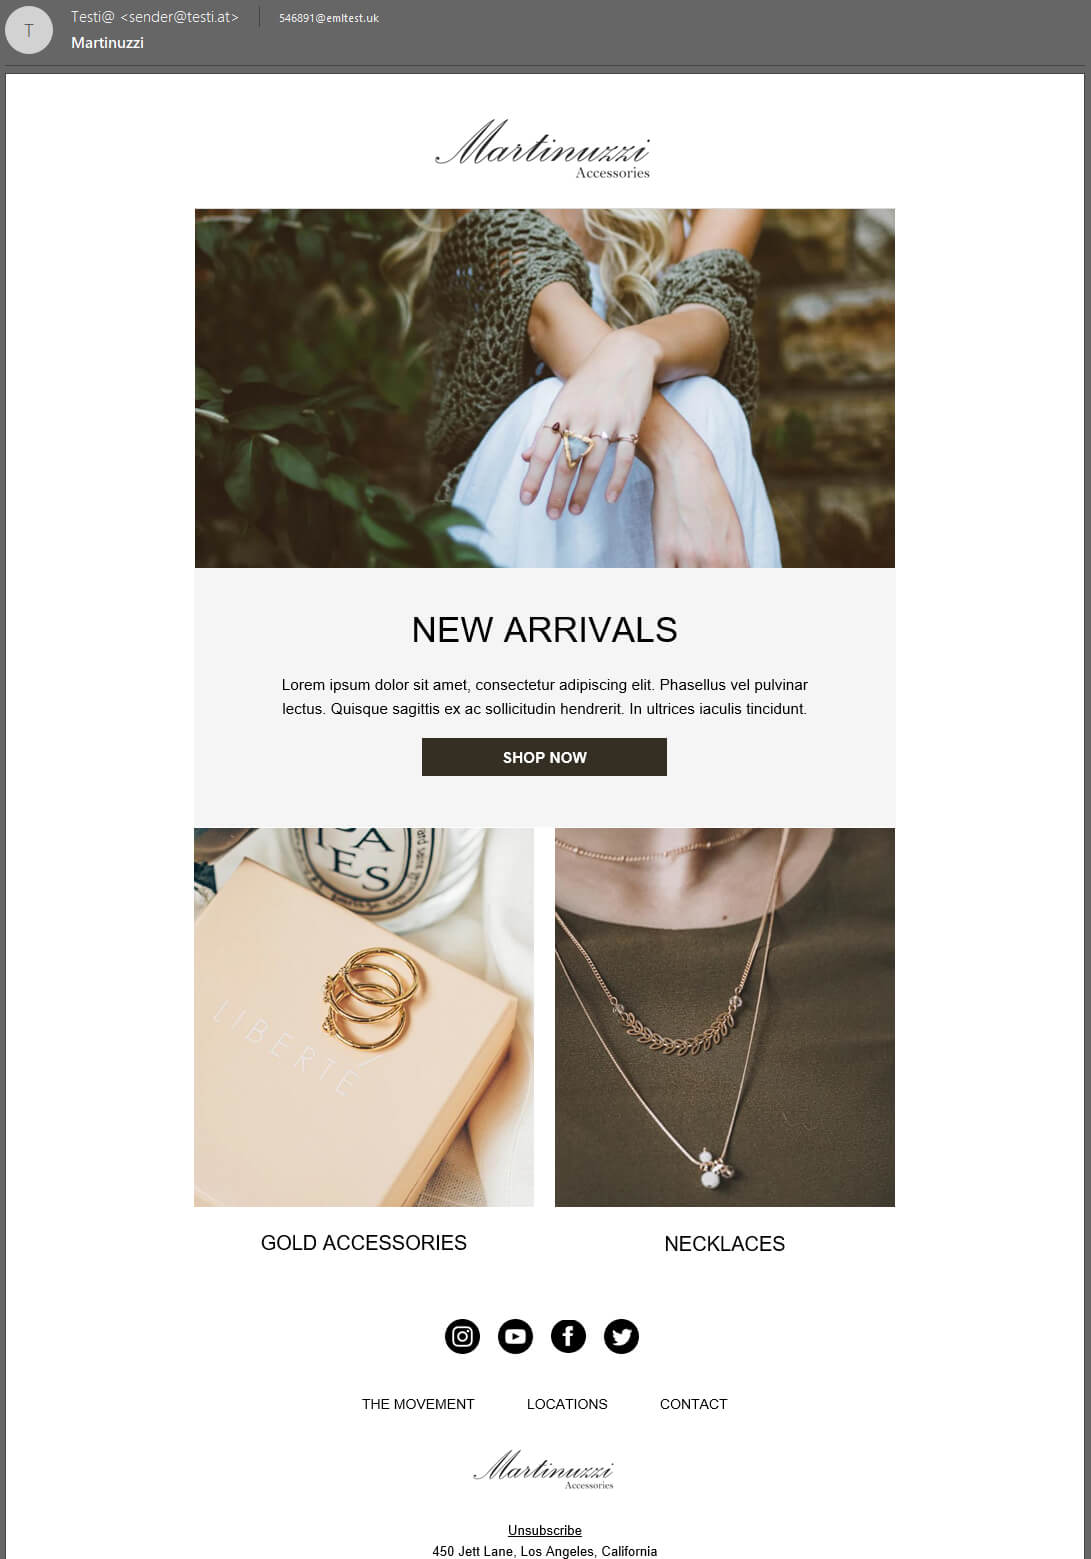 T
Testi@ <sender@testi.at>
546891@emltest.uk
Martinuzzi
Martinuzzi
Accessories
NEW ARRIVALS
Lorem ipsum dolor sit amet, consectetur adipiscing elit. Phasellus vel pulvinar
lectus. Quisque sagittis ex ac sollicitudin hendrerit. In ultrices iaculis tincidunt.
SHOP NOW
LIBERTÉ
GOLD ACCESSORIES
NECKLACES
THE MOVEMENT
LOCATIONS
CONTACT
Martinuzzi
Accessories
Unsubscribe
450 Jett Lane, Los Angeles, California